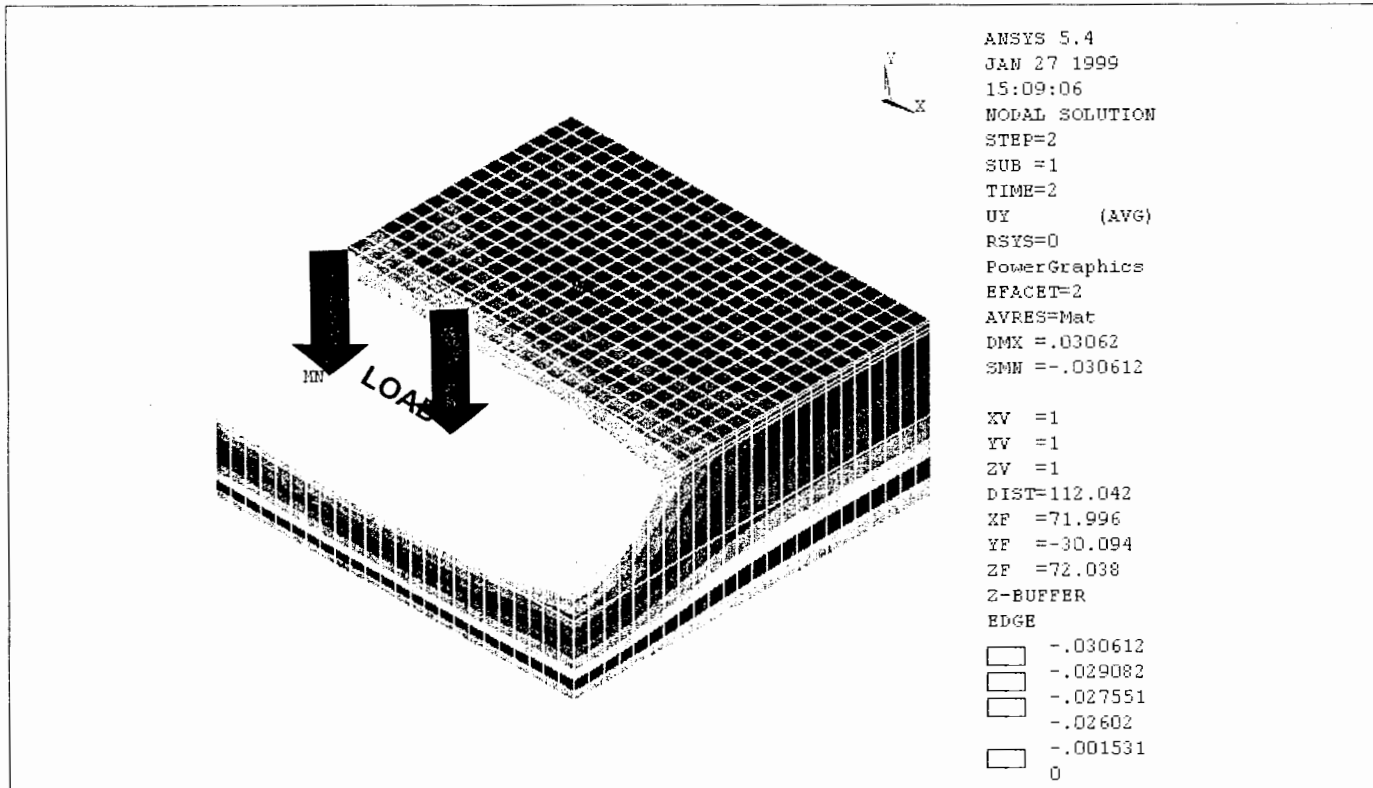 ANSYS 5.4
JAN 27 1999
15:09:06
NODAL SOLUTION
STEP=2
SUB =1
TIME=2
UY (AVG)
RSYS=0
PowerGraphics
EFACET=2
AVRES=Mat
DMX =.03062
SMN =-.030612
XV =1
YV =1
ZV =1
DIST=112.042
XF =71.996
YF =-30.094
ZF =72.038
Z-BUFFER
EDGE
-.030612
-.029082
-.027551
-.02602
-.001531
0
Y
X
MN
LOAD